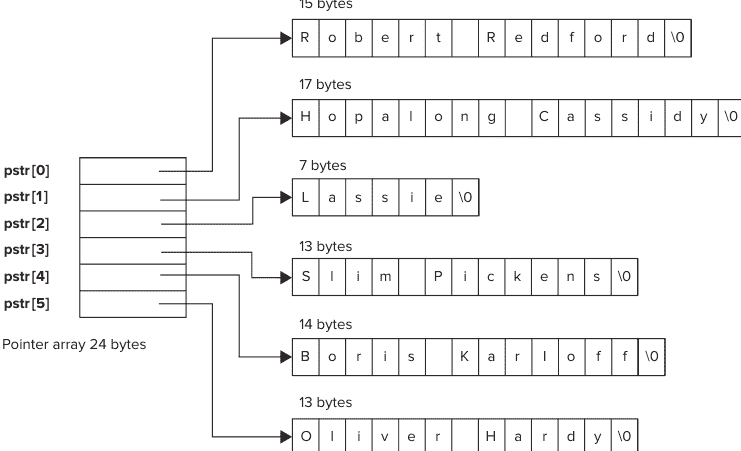 15 bytes
R o b e r t R e d f o r d \0
17 bytes
H o p a l o n g C a s s i d y \0
7 bytes
L a s s i e \0
13 bytes
S l i m P i c k e n s \0
14 bytes
B o r i s K a r l o f f \0
13 bytes
O l i v e r H a r d y \0
pstr[0]
pstr[1]
pstr[2]
pstr[3]
pstr[4]
pstr[5]
Pointer array 24 bytes